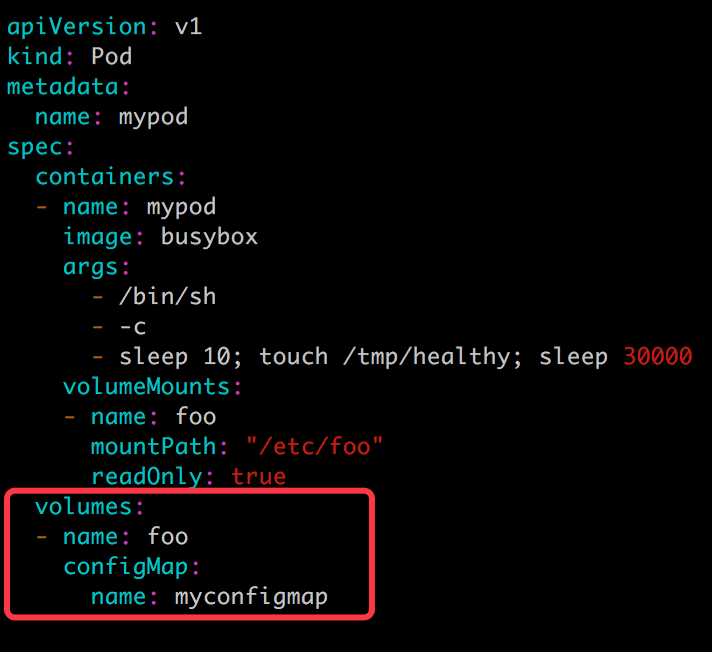 apiVersion: v1
kind: Pod
metadata:
  name: mypod
spec:
  containers:
  - name: mypod
    image: busybox
    args:
      - /bin/sh
      - -c
      - sleep 10; touch /tmp/healthy; sleep 30000
    volumeMounts:
    - name: foo
      mountPath: "/etc/foo"
      readOnly: true
  volumes:
  - name: foo
    configMap:
      name: myconfigmap